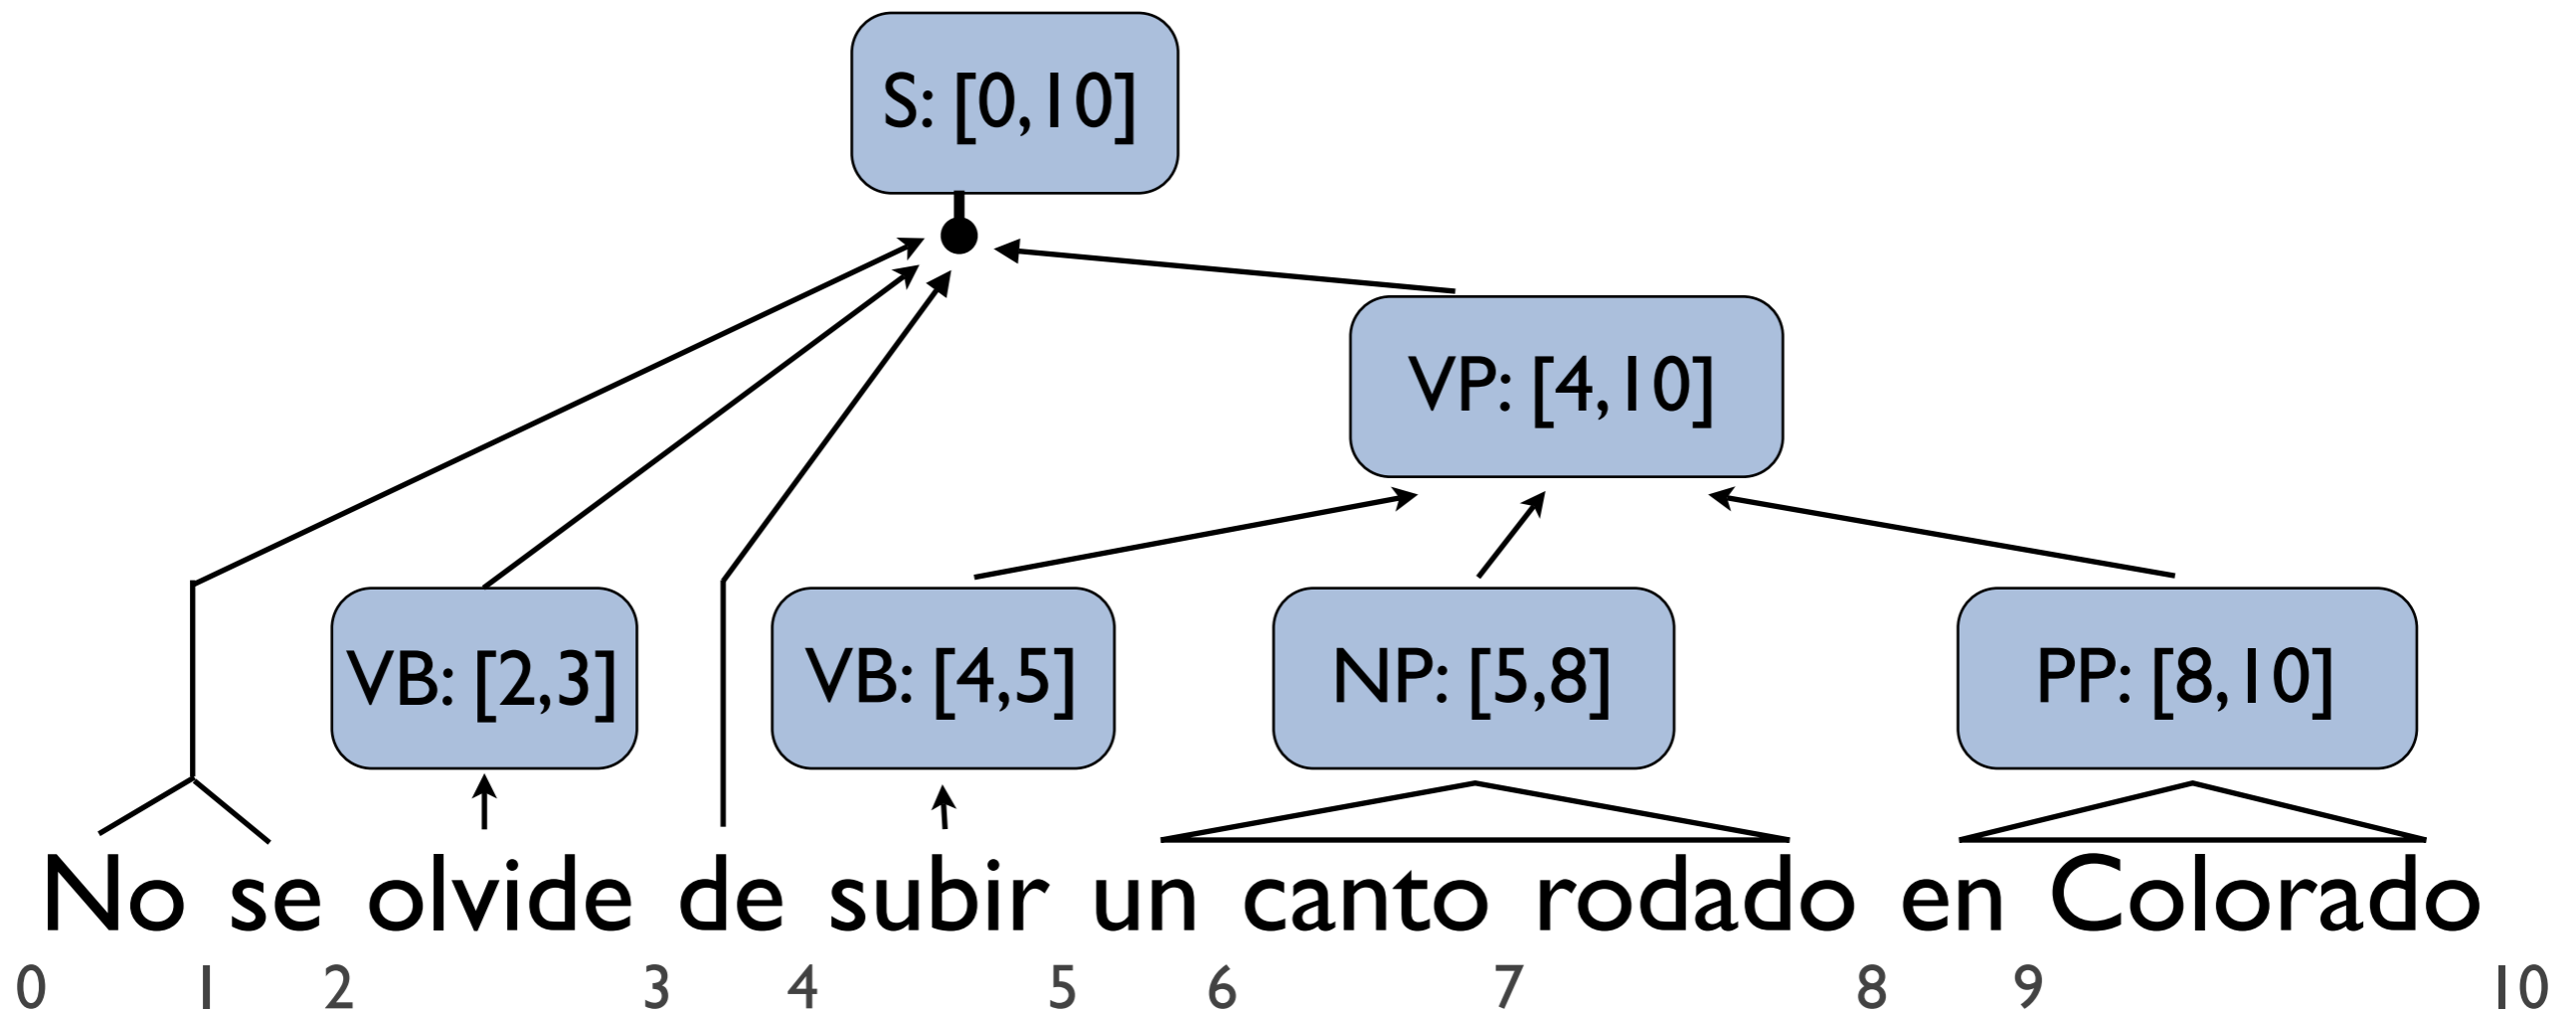 S: [0,10]
VP: [4,10]
VB: [2,3] VB: [4,5] NP: [5,8] PP: [8,10]
No se olvide de subir un canto rodado en Colorado
0 1 2 3 4 5 6 7 8 9 10